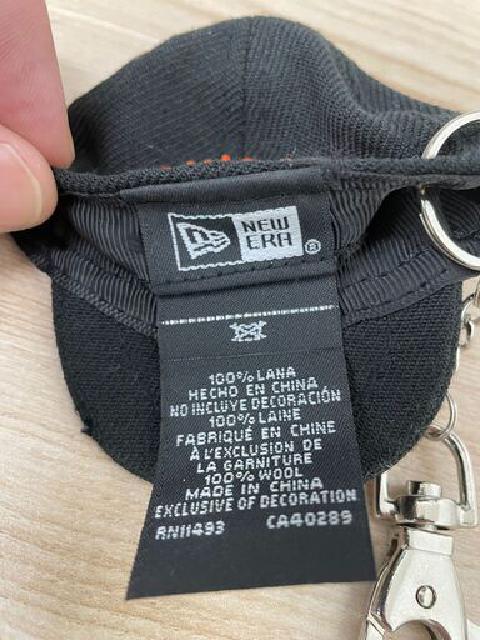 NEW
ERA®
100% LANA
HECHO EN CHINA
NO INCLUYE DECORACIÓN
100% LAINE
FABRIQUÉ EN CHINE
À L'EXCLUSION DE
LA GARNITURE
100% WOOL
MADE IN CHINA
EXCLUSIVE OF DECORATION
RN11493 CA40289